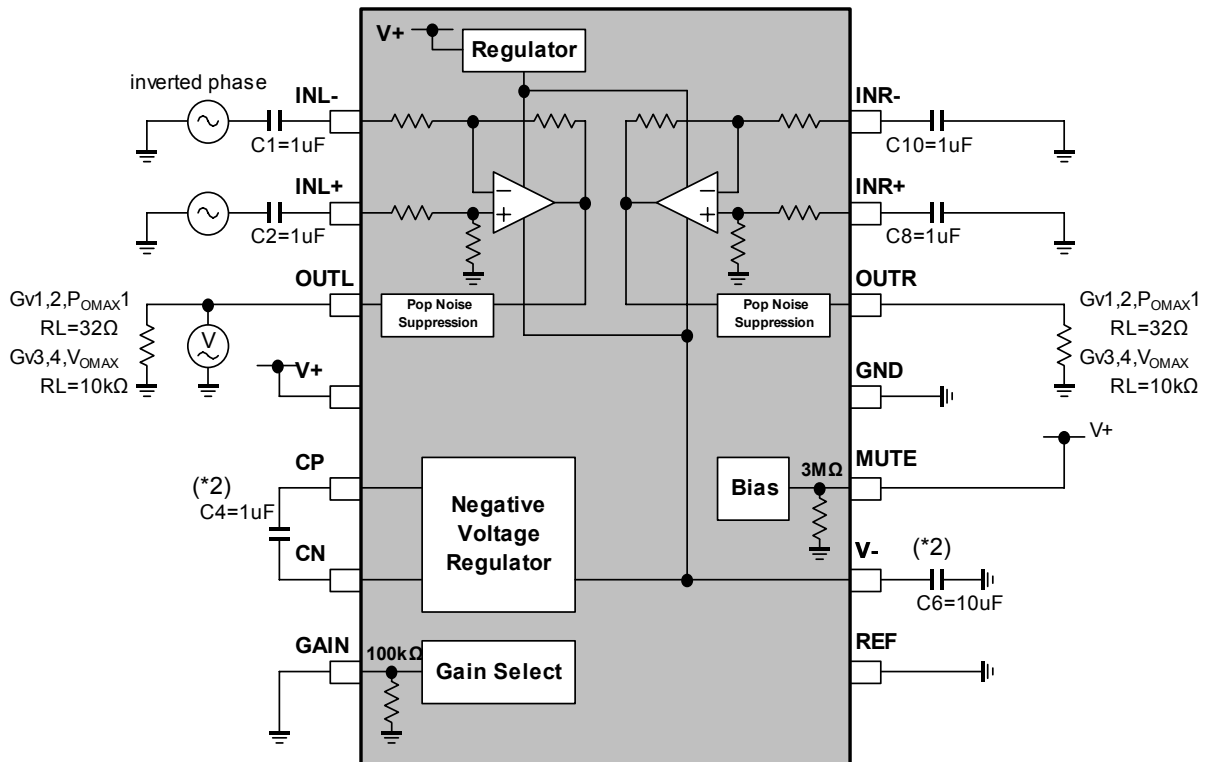 V+
Regulator
inverted phase
INL-
C1=1uF
INR-
C10=1uF
INL+
C2=1uF
INR+
C8=1uF
−
+
−
+
OUTL
Pop Noise
Suppression
Gv1,2,POMAX1
RL=32Ω
Gv3,4,VOMAX
RL=10kΩ
V
OUTR
Pop Noise
Suppression
Gv1,2,POMAX1
RL=32Ω
Gv3,4,VOMAX
RL=10kΩ
V+
GND
V+
CP
(*2)
C4=1uF
CN
Negative
Voltage
Regulator
Bias
3MΩ
MUTE
V-
(*2)
C6=10uF
GAIN
100kΩ
Gain Select
REF